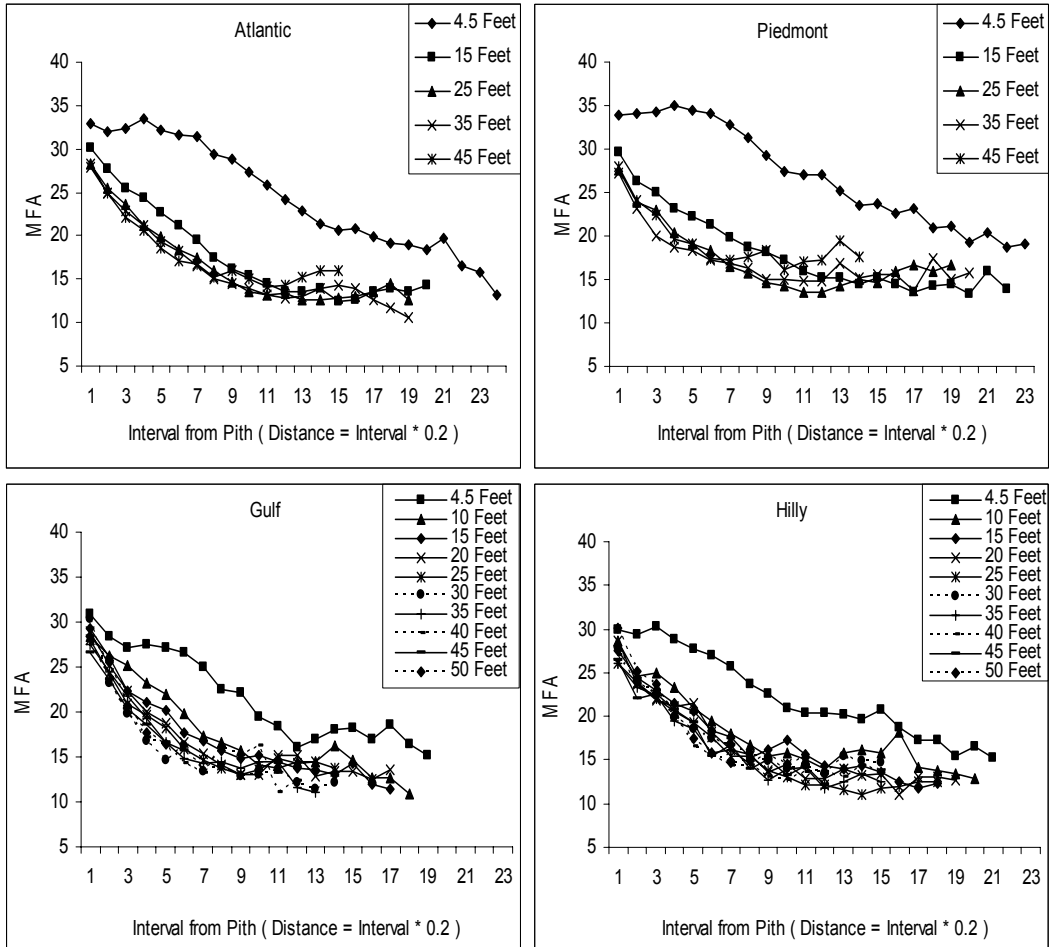 Atlantic
4.5 Feet
15 Feet
25 Feet
35 Feet
45 Feet
MFA
40
35
30
25
20
15
10
5
1 3 5 7 9 11 13 15 17 19 21 23
Interval from Pith ( Distance = Interval * 0.2 )
Piedmont
4.5 Feet
15 Feet
25 Feet
35 Feet
45 Feet
MFA
40
35
30
25
20
15
10
5
1 3 5 7 9 11 13 15 17 19 21 23
Interval from Pith ( Distance = Interval * 0.2 )
Gulf
4.5 Feet
10 Feet
15 Feet
20 Feet
25 Feet
30 Feet
35 Feet
40 Feet
45 Feet
50 Feet
MFA
40
35
30
25
20
15
10
5
1 3 5 7 9 11 13 15 17 19 21 23
Interval from Pith ( Distance = Interval * 0.2 )
Hilly
4.5 Feet
10 Feet
15 Feet
20 Feet
25 Feet
30 Feet
35 Feet
40 Feet
45 Feet
50 Feet
MFA
40
35
30
25
20
15
10
5
1 3 5 7 9 11 13 15 17 19 21 23
Interval from Pith ( Distance = Interval * 0.2 )